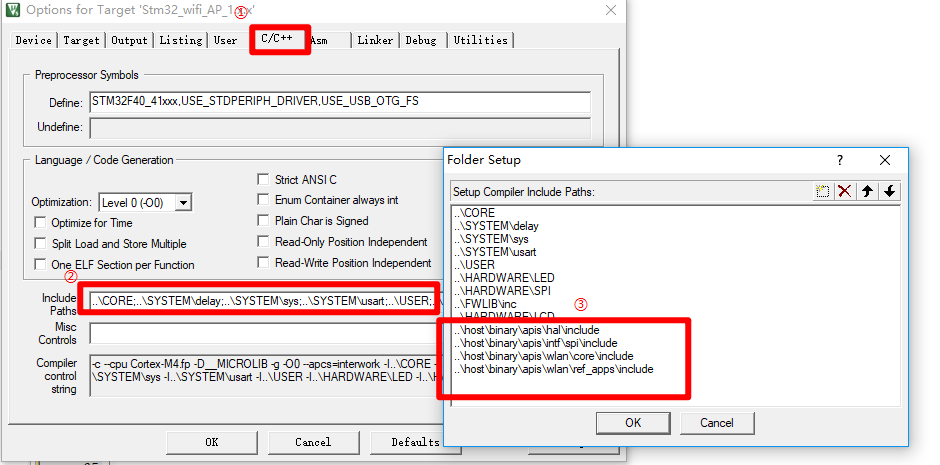 Options for Target 'Stm32_wifi_AP_1.xx'
①
Device Target Output Listing User C/C++ Asm Linker Debug Utilities
Preprocessor Symbols
Define: STM32F40_41xxx,USE_STDPERIPH_DRIVER,USE_USB_OTG_FS
Undefine:
Language / Code Generation
Strict ANSI C
Optimization: Level 0 (-O0)
Enum Container always int
Optimize for Time
Plain Char is Signed
Split Load and Store Multiple
Read-Only Position Independent
One ELF Section per Function
Read-Write Position Independent
②
Include Paths
..\CORE;..\SYSTEM\delay;..\SYSTEM\sys;..\SYSTEM\usart;..\USER;.
Misc Controls
Compiler control string
-c --cpu Cortex-M4.fp -D__MICROLIB -g -O0 --apcs=interwork -I..\CORE -
\SYSTEM\sys -I..\SYSTEM\usart -I..\USER -I..\HARDWARE\LED -I..
OK Cancel Defaults
Folder Setup
?
Setup Compiler Include Paths:
..\CORE
..\SYSTEM\delay
..\SYSTEM\sys
..\SYSTEM\usart
..\USER
..\HARDWARE\LED
..\HARDWARE\SPI
..\FWLIB\inc
..\HARDWARE\LCD
③
..\host\binary\apis\hal\include
..\host\binary\apis\intf\spi\include
..\host\binary\apis\wlan\core\include
..\host\binary\apis\wlan\ref_apps\include
OK Cancel